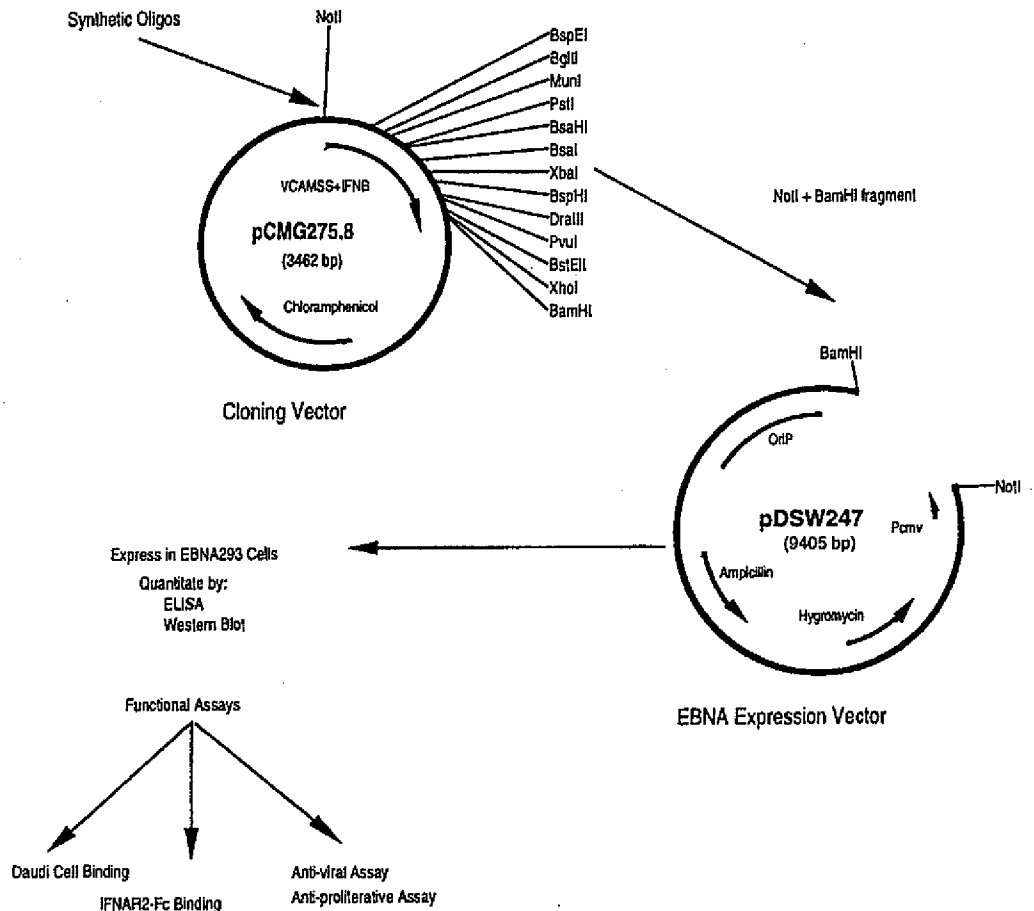 Synthetic Oligos
NotI
BspEI
BglII
MunI
PstI
BsaHI
BsaI
XbaI
BspHI
DraIII
PvuI
BstEII
XhoI
BamHI
VCAMSS+IFNB
pCMG275.8
(3462 bp)
Chloramphenicol
Cloning Vector
NotI + BamHI fragment
BamHI
OriP
NotI
pDSW247
(9405 bp)
Pcmv
Ampicillin
Hygromycin
EBNA Expression Vector
Express in EBNA293 Cells
Quantitate by:
ELISA
Western Blot
Functional Assays
Daudi Cell Binding
IFNAR2-Fc Binding
Anti-viral Assay
Anti-proliterative Assay